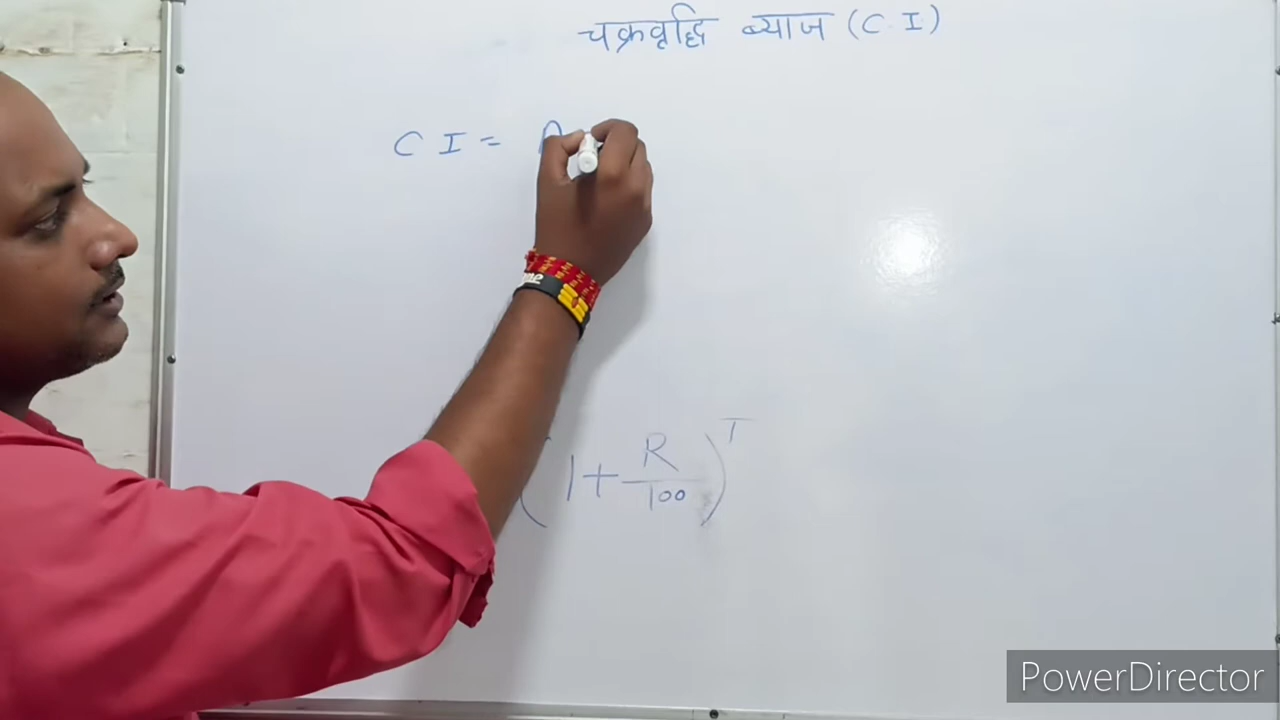 चक्रवृद्धि ब्याज (C.I)
C I = A
(1+R/100)^T
PowerDirector